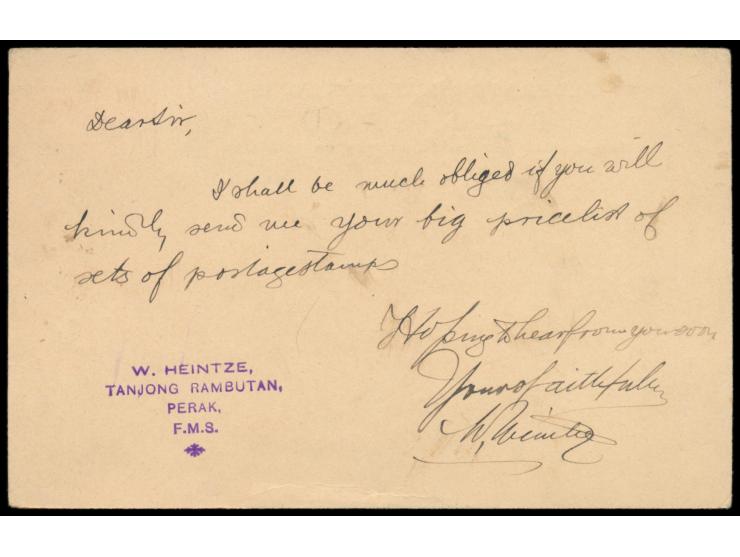 Dear Sir,
I shall be much obliged if you will
kindly send me your big pricelist of
sets of postagestamps
Hoping to hear from you soon
Yours faithfully
W. Heintze
W. HEINTZE,
TANJONG RAMBUTAN,
PERAK,
F.M.S.